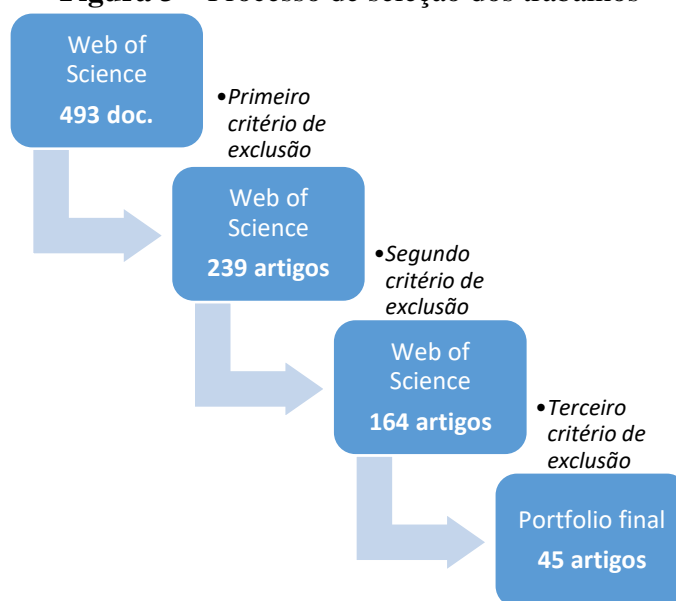 Figura – Processo de seleção dos trabalhos
Web of
Science
493 doc.
•Primeiro
critério de
exclusão
Web of
Science
239 artigos
•Segundo
critério de
exclusão
Web of
Science
164 artigos
•Terceiro
critério de
exclusão
Portfolio final
45 artigos